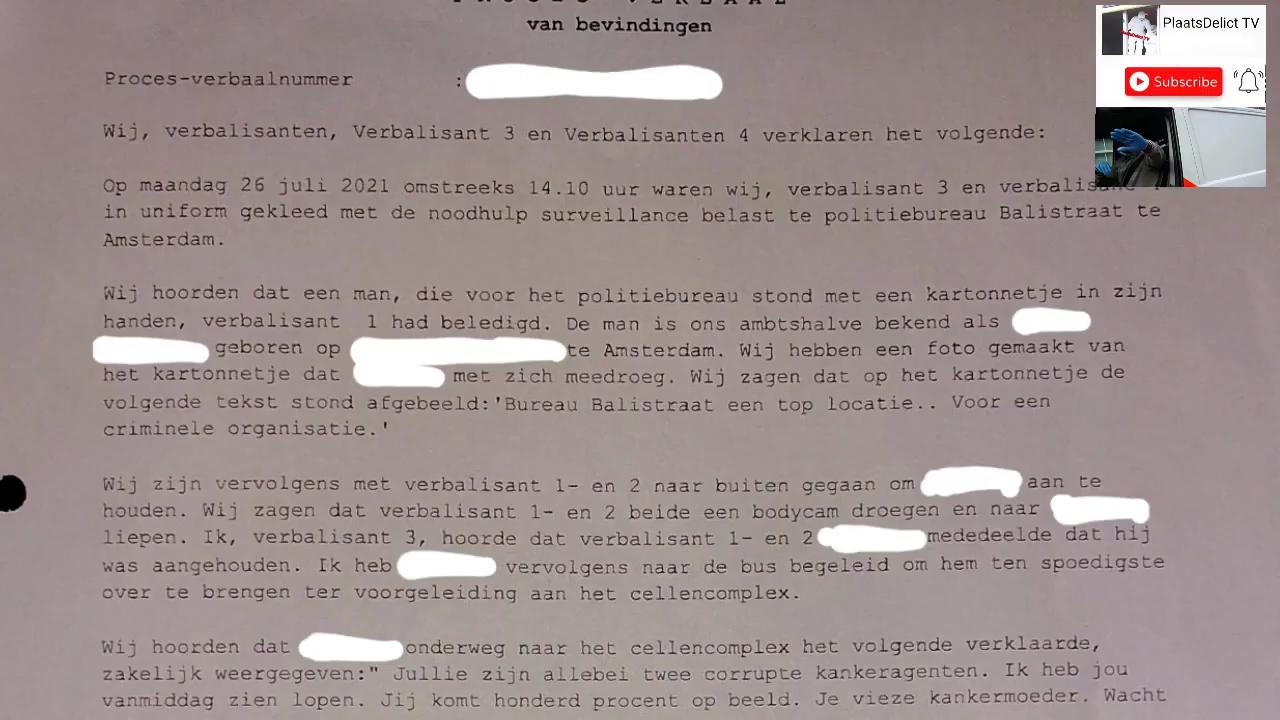 PROCES VERBAAL
van bevindingen
Proces-verbaalnummer :
Wij, verbalisanten, Verbalisant 3 en Verbalisanten 4 verklaren het volgende:
Op maandag 26 juli 2021 omstreeks 14.10 uur waren wij, verbalisant 3 en
in uniform gekleed met de noodhulp surveillance belast te politiebureau Balistraat te
Amsterdam.
Wij hoorden dat een man, die voor het politiebureau stond met een kartonnetje in zijn
handen, verbalisant 1 had beledigd. De man is ons ambtshalve bekend als
geboren op te Amsterdam. Wij hebben een foto gemaakt van
het kartonnetje dat met zich meedroeg. Wij zagen dat op het kartonnetje de
volgende tekst stond afgebeeld:'Bureau Balistraat een top locatie.. Voor een
criminele organisatie.'
Wij zijn vervolgens met verbalisant 1- en 2 naar buiten gegaan om aan te
houden. Wij zagen dat verbalisant 1- en 2 beide een bodycam droegen en naar
liepen. Ik, verbalisant 3, hoorde dat verbalisant 1- en 2 mededeelde dat hij
was aangehouden. Ik heb vervolgens naar de bus begeleid om hem ten spoedigste
over te brengen ter voorgeleiding aan het cellencomplex.
Wij hoorden dat onderweg naar het cellencomplex het volgende verklaarde,
zakelijk weergegeven:" Jullie zijn allebei twee corrupte kankeragenten. Ik heb jou
vanmiddag zien lopen. Jij komt honderd procent op beeld. Je vieze kankermoeder. Wacht
PlaatsDelict TV
Subscribe